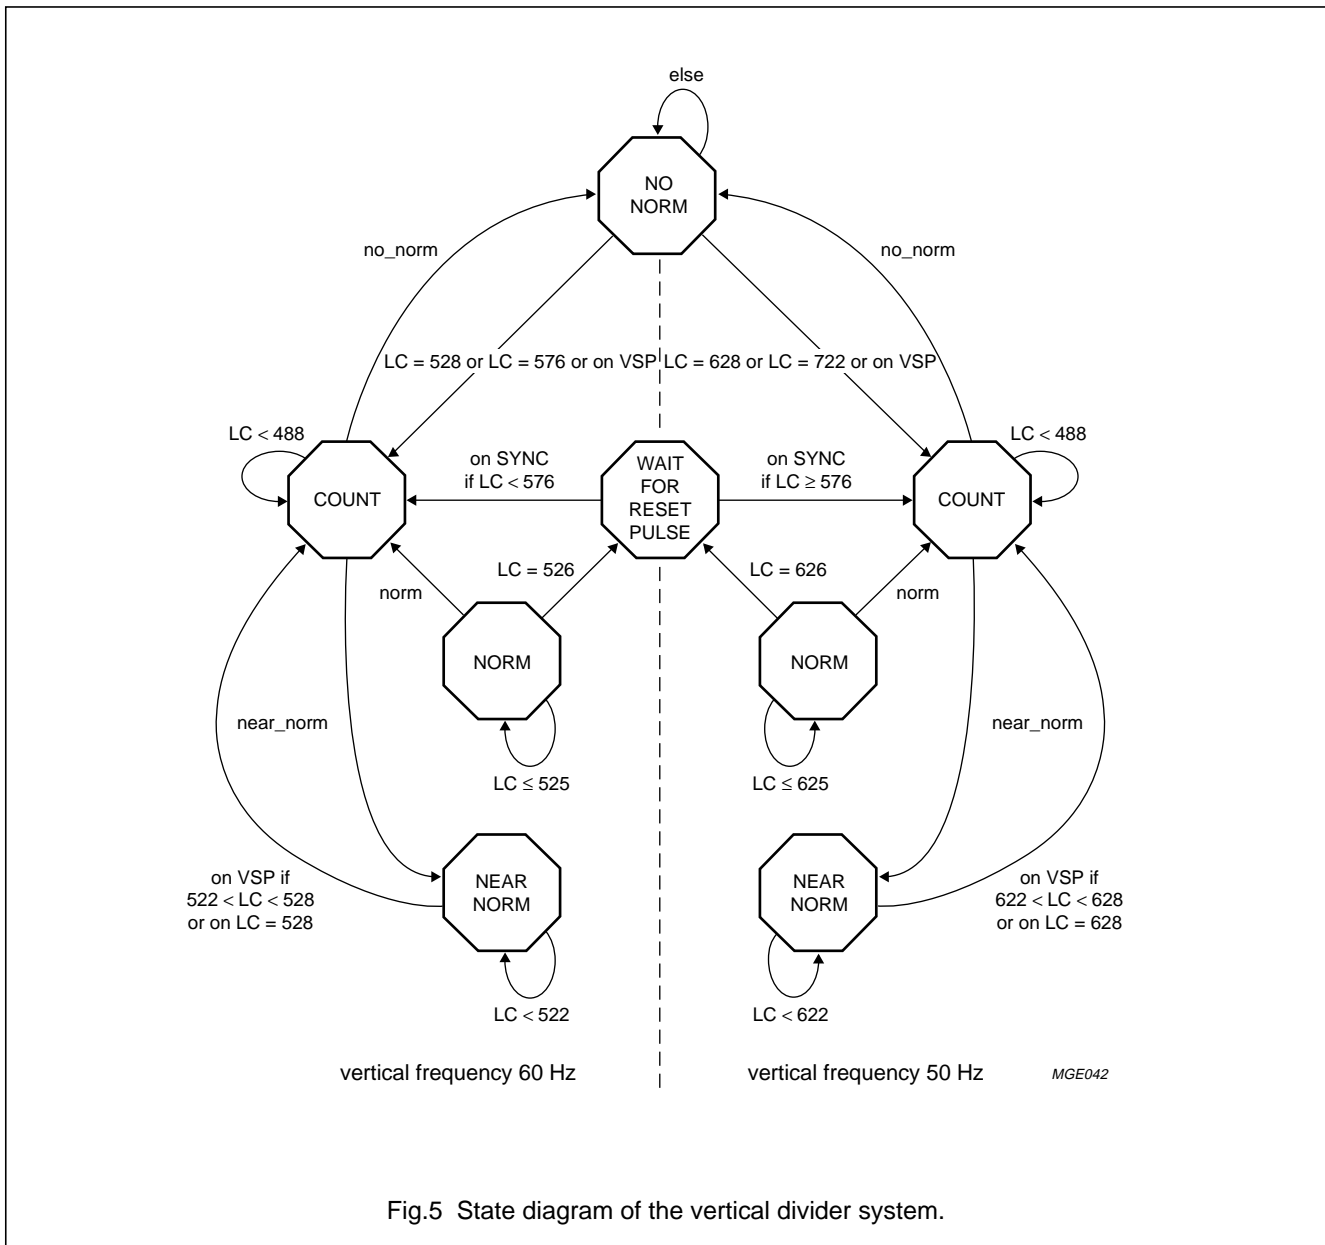 else
NO
NORM
no_norm
no_norm
LC = 528 or LC = 576 or on VSP
LC = 628 or LC = 722 or on VSP
LC < 488
LC < 488
on SYNC
if LC < 576
WAIT
FOR
RESET
PULSE
on SYNC
if LC ≥ 576
COUNT
COUNT
LC = 526
LC = 626
norm
norm
NORM
NORM
near_norm
near_norm
LC ≤ 525
LC ≤ 625
on VSP if
522 < LC < 528
or on LC = 528
NEAR
NORM
NEAR
NORM
on VSP if
622 < LC < 628
or on LC = 628
LC < 522
LC < 622
vertical frequency 60 Hz
vertical frequency 50 Hz
MGE042
Fig.5 State diagram of the vertical divider system.